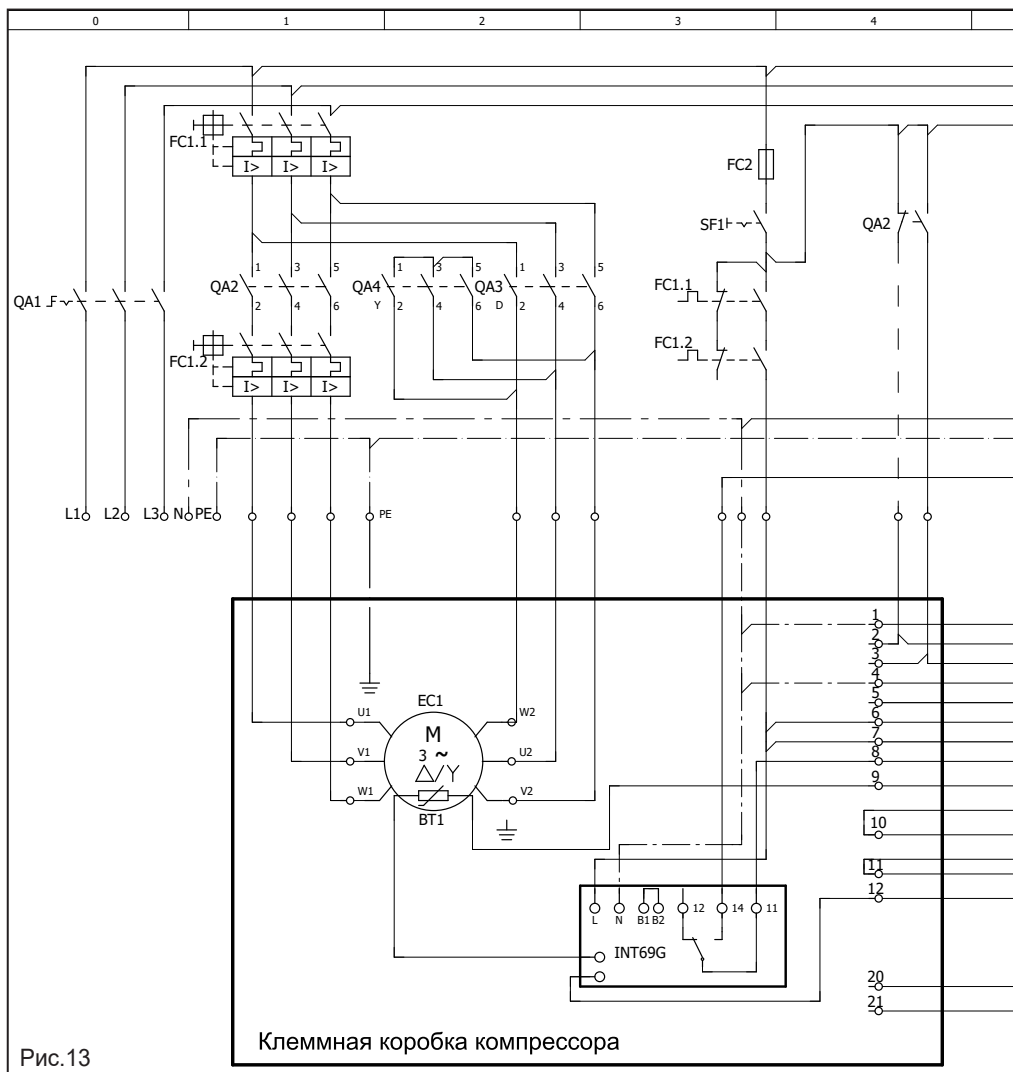 0 1 2 3 4
FC1.1
I> I> I>
FC2
SF1
QA2
1 3 5
1 3 5
1 3 5
QA1
QA2
QA4
QA3
FC1.1
Y
D
2 4 6
2 4 6
2 4 6
FC1.2
FC1.2
I> I> I>
L1 L2 L3 N PE
PE
1
2
3
4
5
6
7
8
9
10
11
12
20
21
EC1
U1
V1
W1
M
3 ~
△/Y
W2
U2
V2
BT1
L N B1 B2 12 14 11
INT69G
Клеммная коробка компрессора
Рис.13